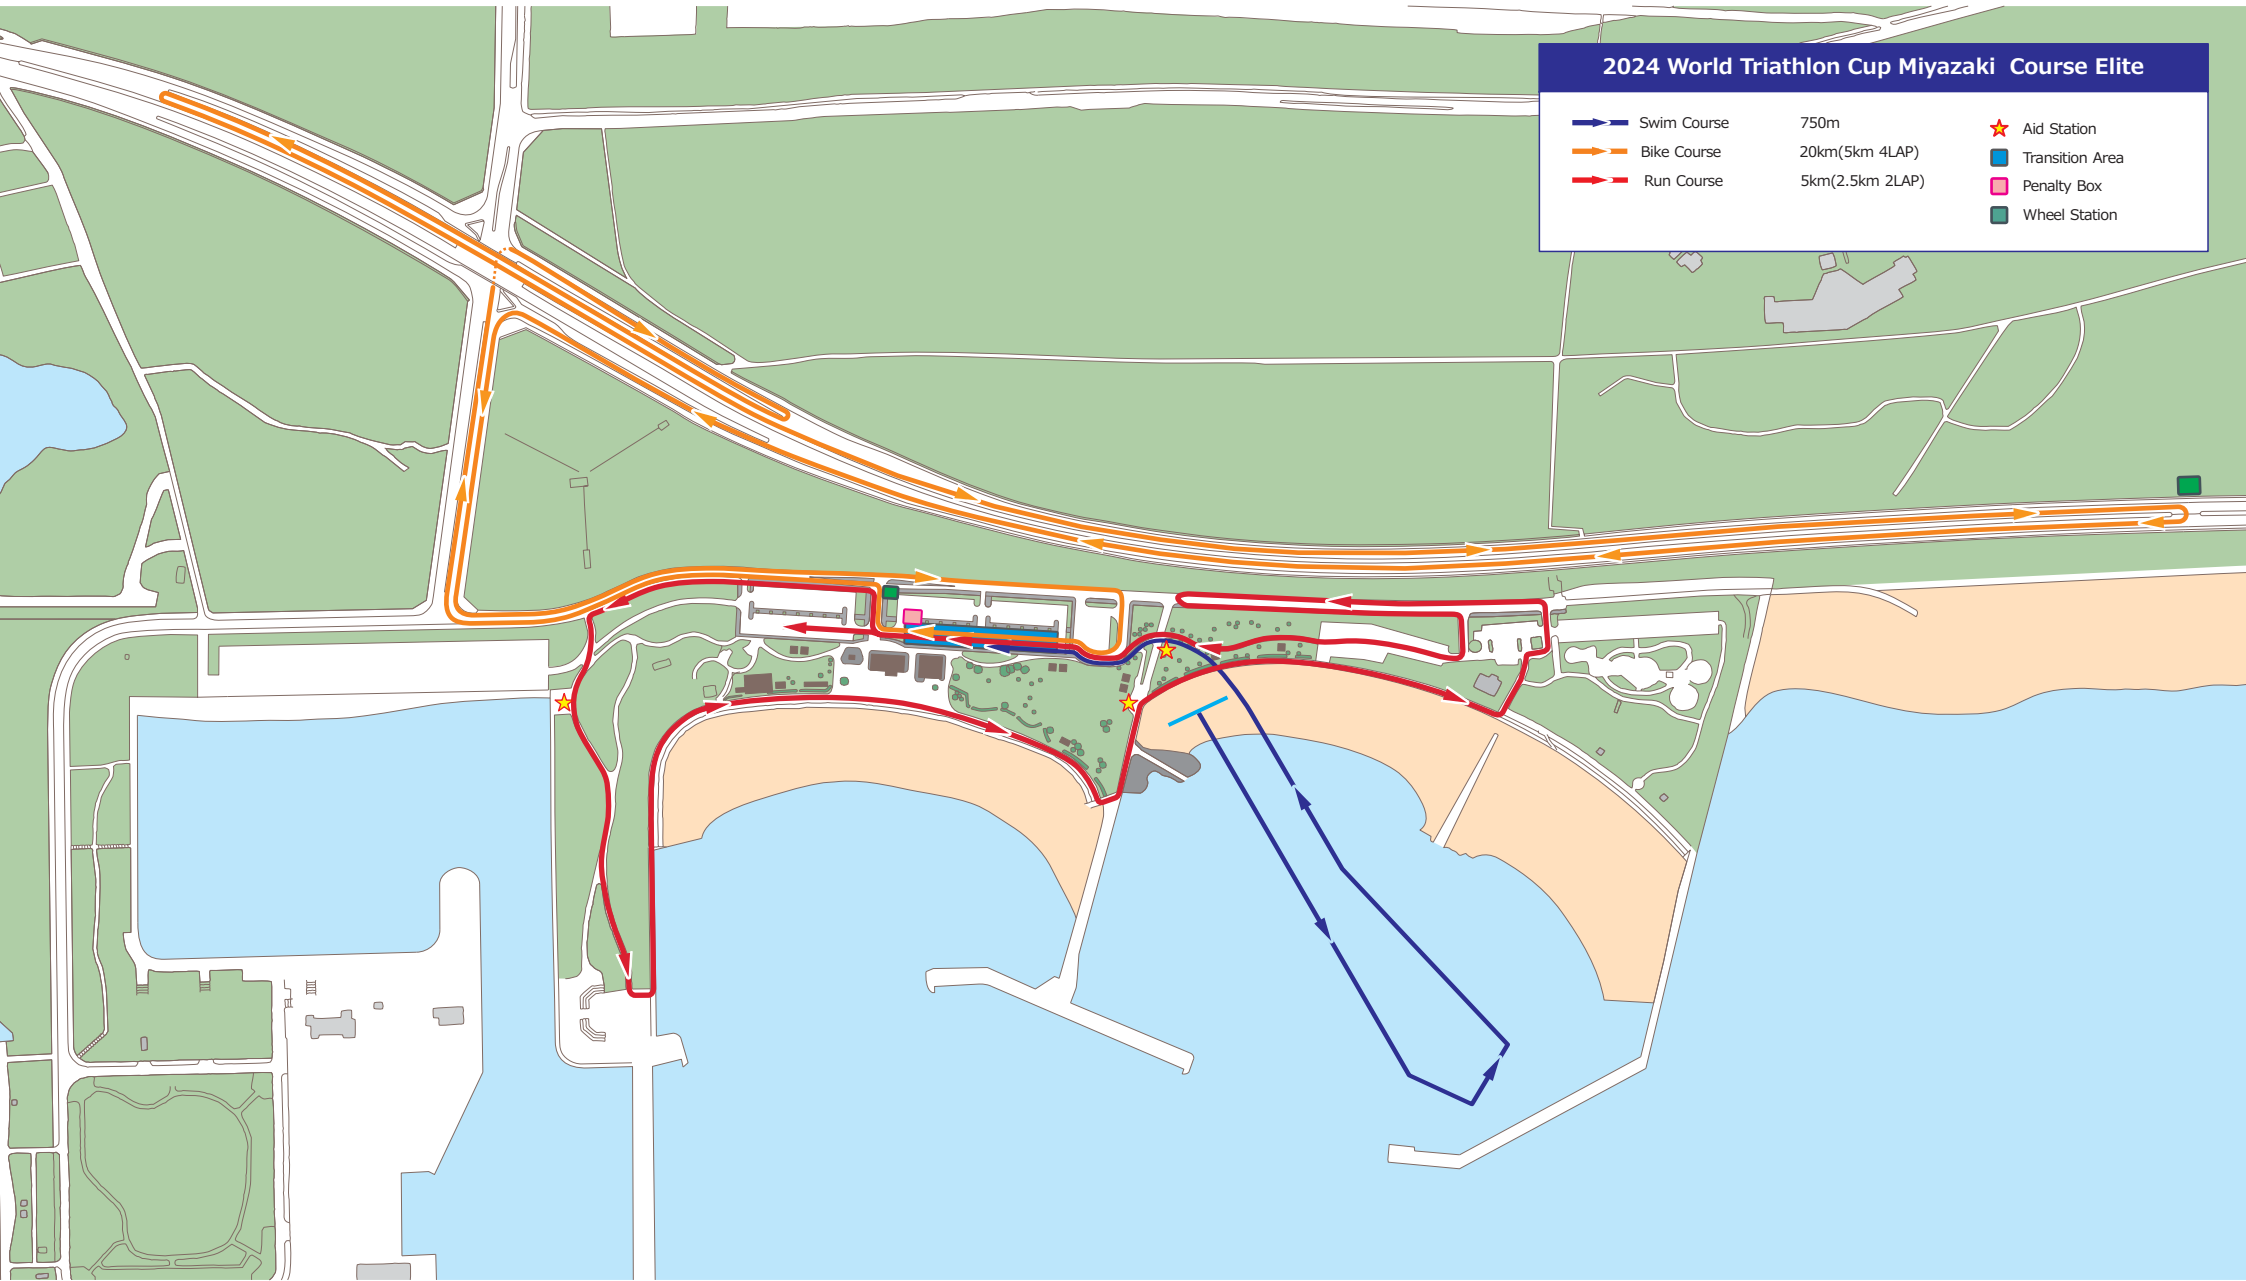 2024 World Triathlon Cup Miyazaki Course Elite
Swim Course 750m
Bike Course 20km(5km 4LAP)
Run Course 5km(2.5km 2LAP)
Aid Station
Transition Area
Penalty Box
Wheel Station